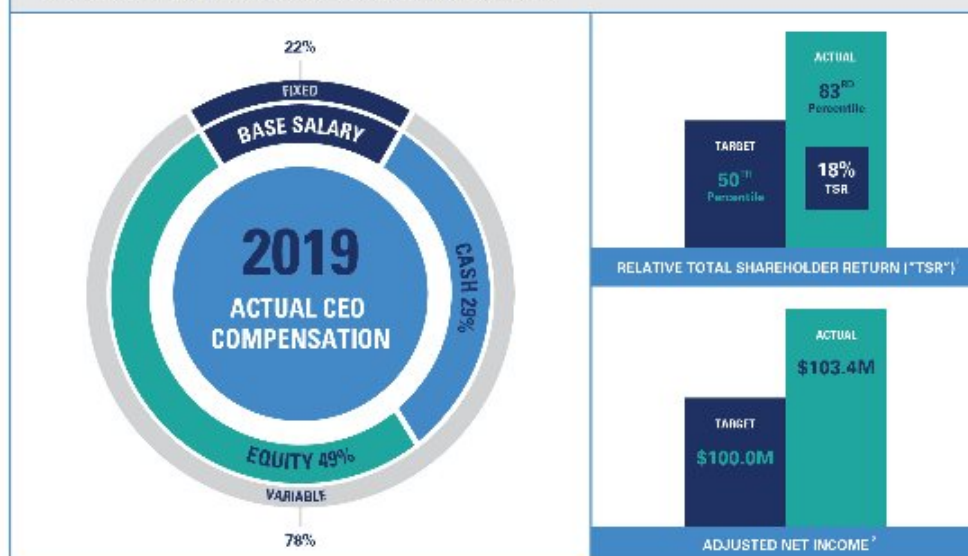 22%
FIXED
BASE SALARY
2019
ACTUAL CEO
COMPENSATION
CASH 29%
EQUITY 49%
VARIABLE
78%
ACTUAL
83RD
Percentile
TARGET
50TH
Percentile
18%
TSR
RELATIVE TOTAL SHAREHOLDER RETURN ("TSR")
ACTUAL
$103.4M
TARGET
$100.0M
ADJUSTED NET INCOME²